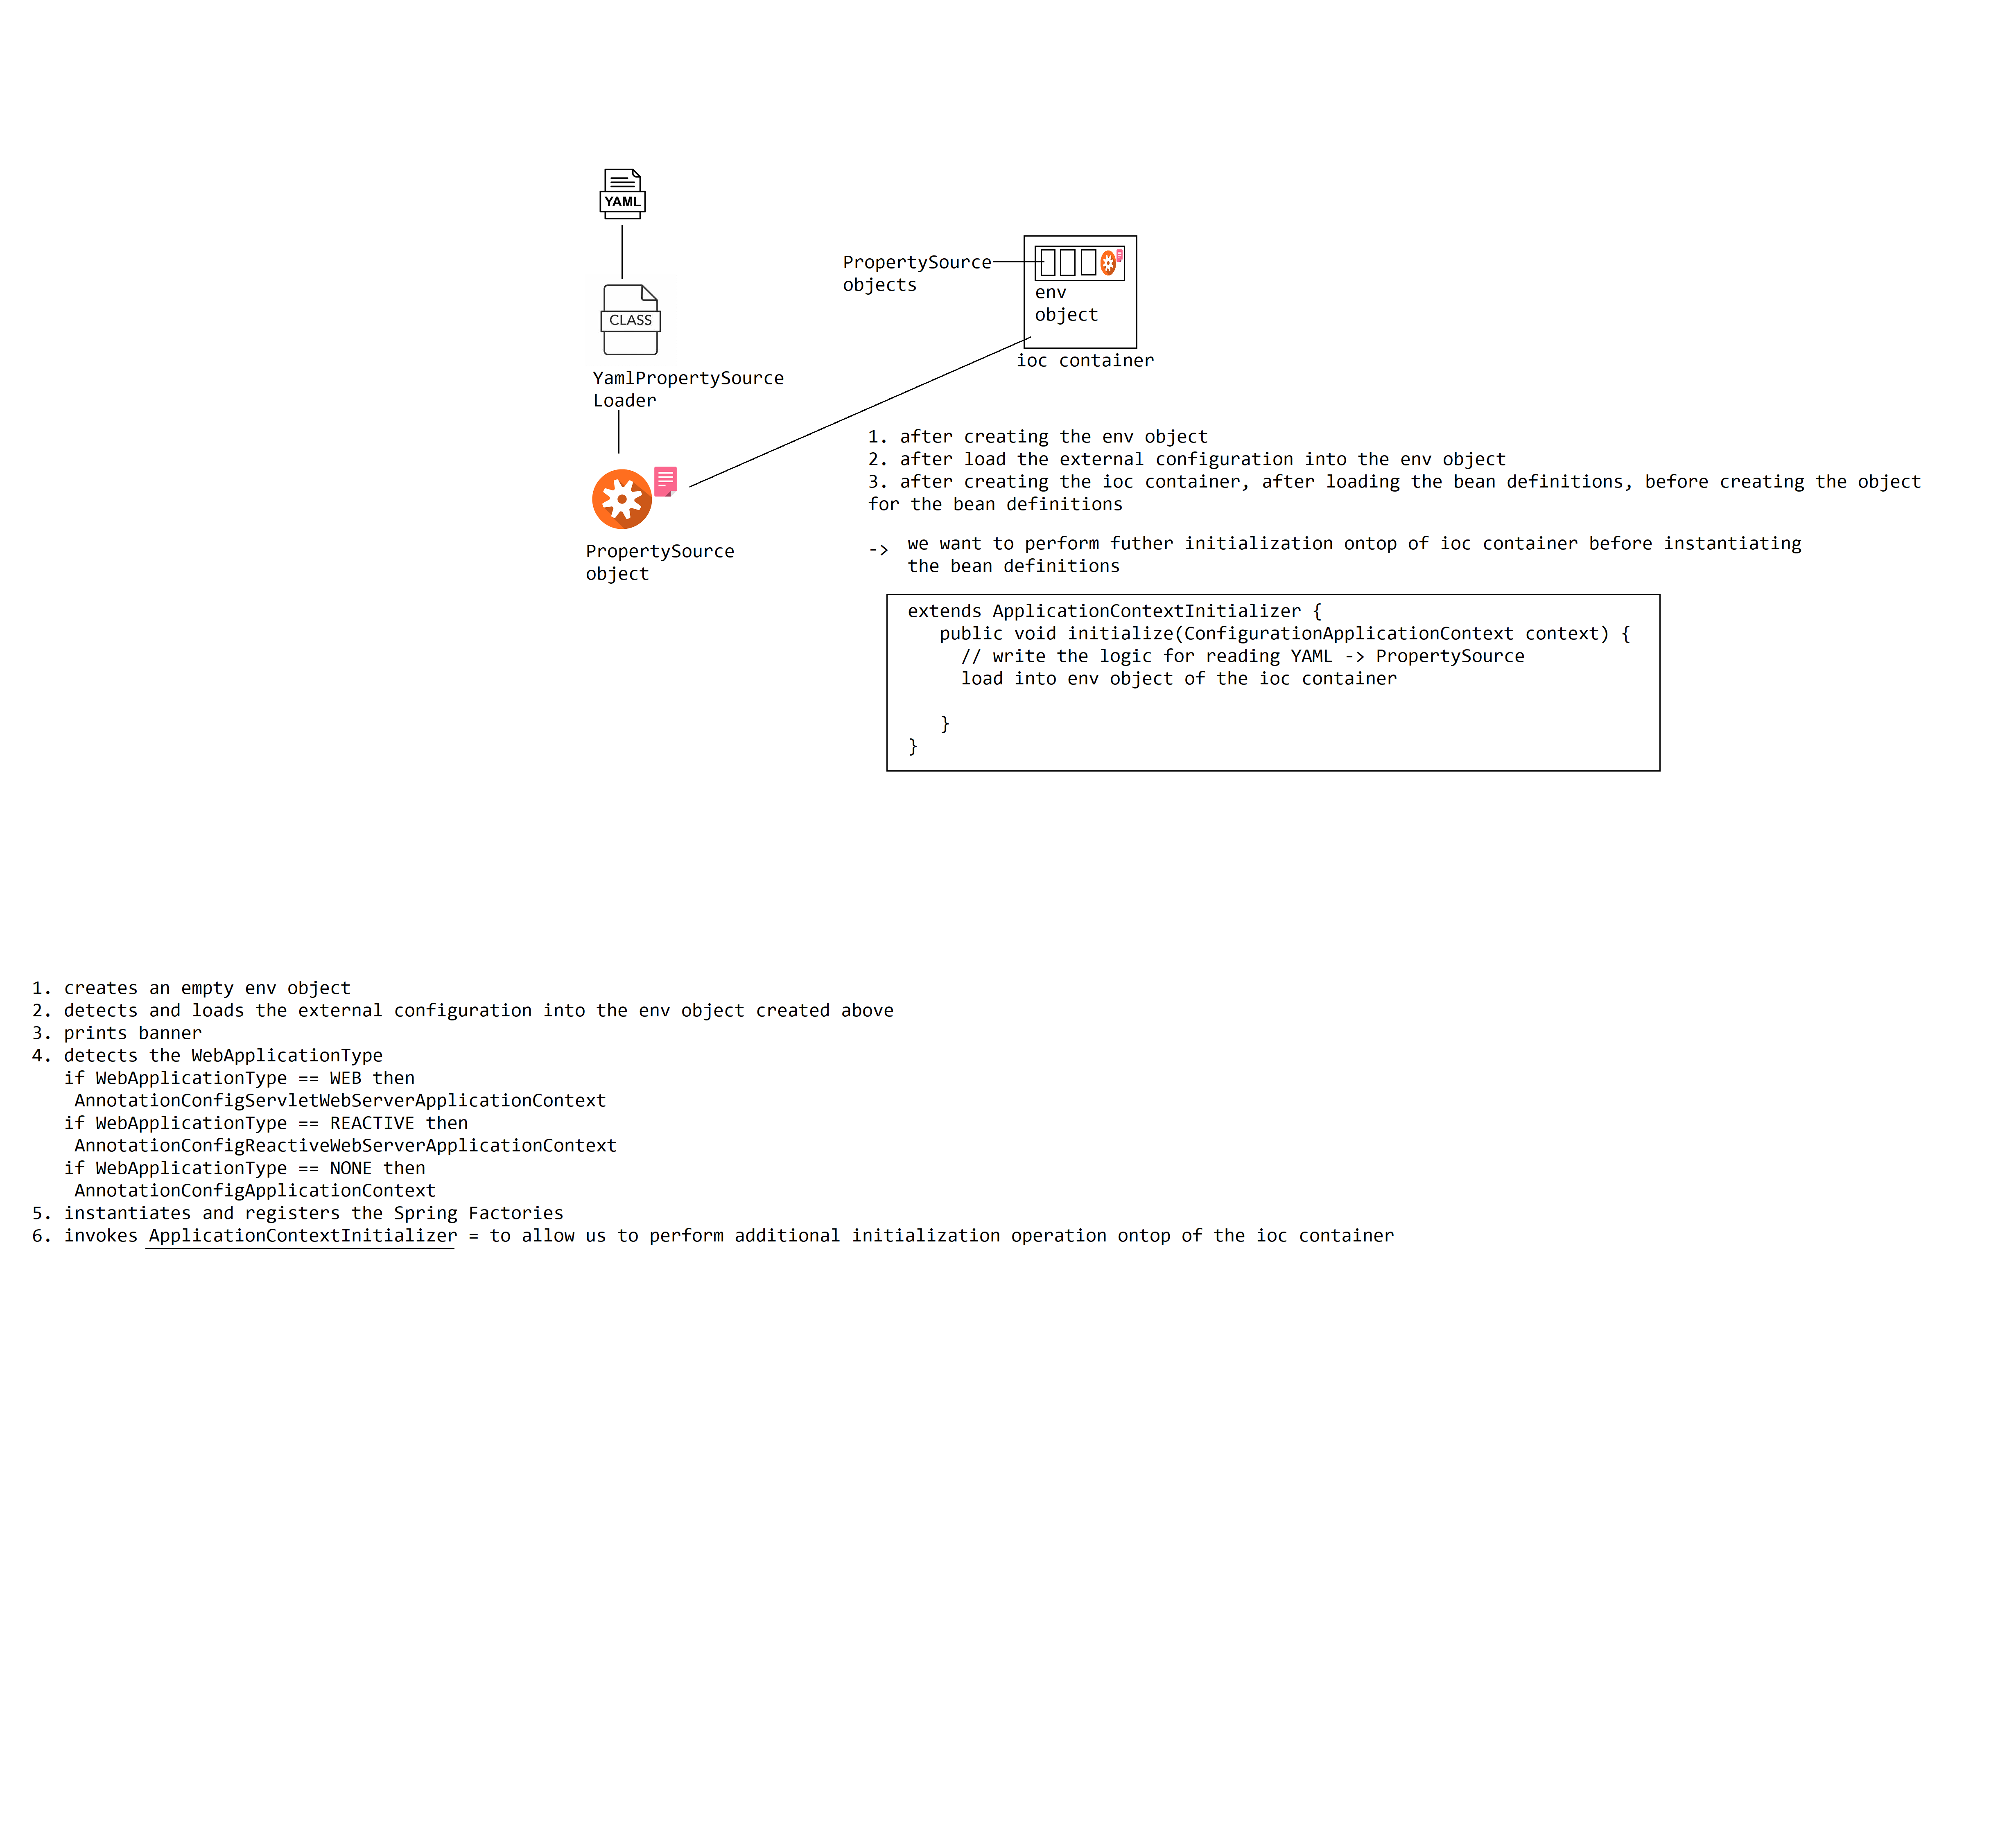 YAML
CLASS
YamlPropertySource
Loader
PropertySource
object
PropertySource
objects
env
object
ioc container
1. after creating the env object
2. after load the external configuration into the env object
3. after creating the ioc container, after loading the bean definitions, before creating the object
for the bean definitions
-> we want to perform futher initialization ontop of ioc container before instantiating
the bean definitions
extends ApplicationContextInitializer {
public void initialize(ConfigurationApplicationContext context) {
// write the logic for reading YAML -> PropertySource
load into env object of the ioc container
}
}
1. creates an empty env object
2. detects and loads the external configuration into the env object created above
3. prints banner
4. detects the WebApplicationType
if WebApplicationType == WEB then
AnnotationConfigServletWebServerApplicationContext
if WebApplicationType == REACTIVE then
AnnotationConfigReactiveWebServerApplicationContext
if WebApplicationType == NONE then
AnnotationConfigApplicationContext
5. instantiates and registers the Spring Factories
6. invokes ApplicationContextInitializer = to allow us to perform additional initialization operation ontop of the ioc container